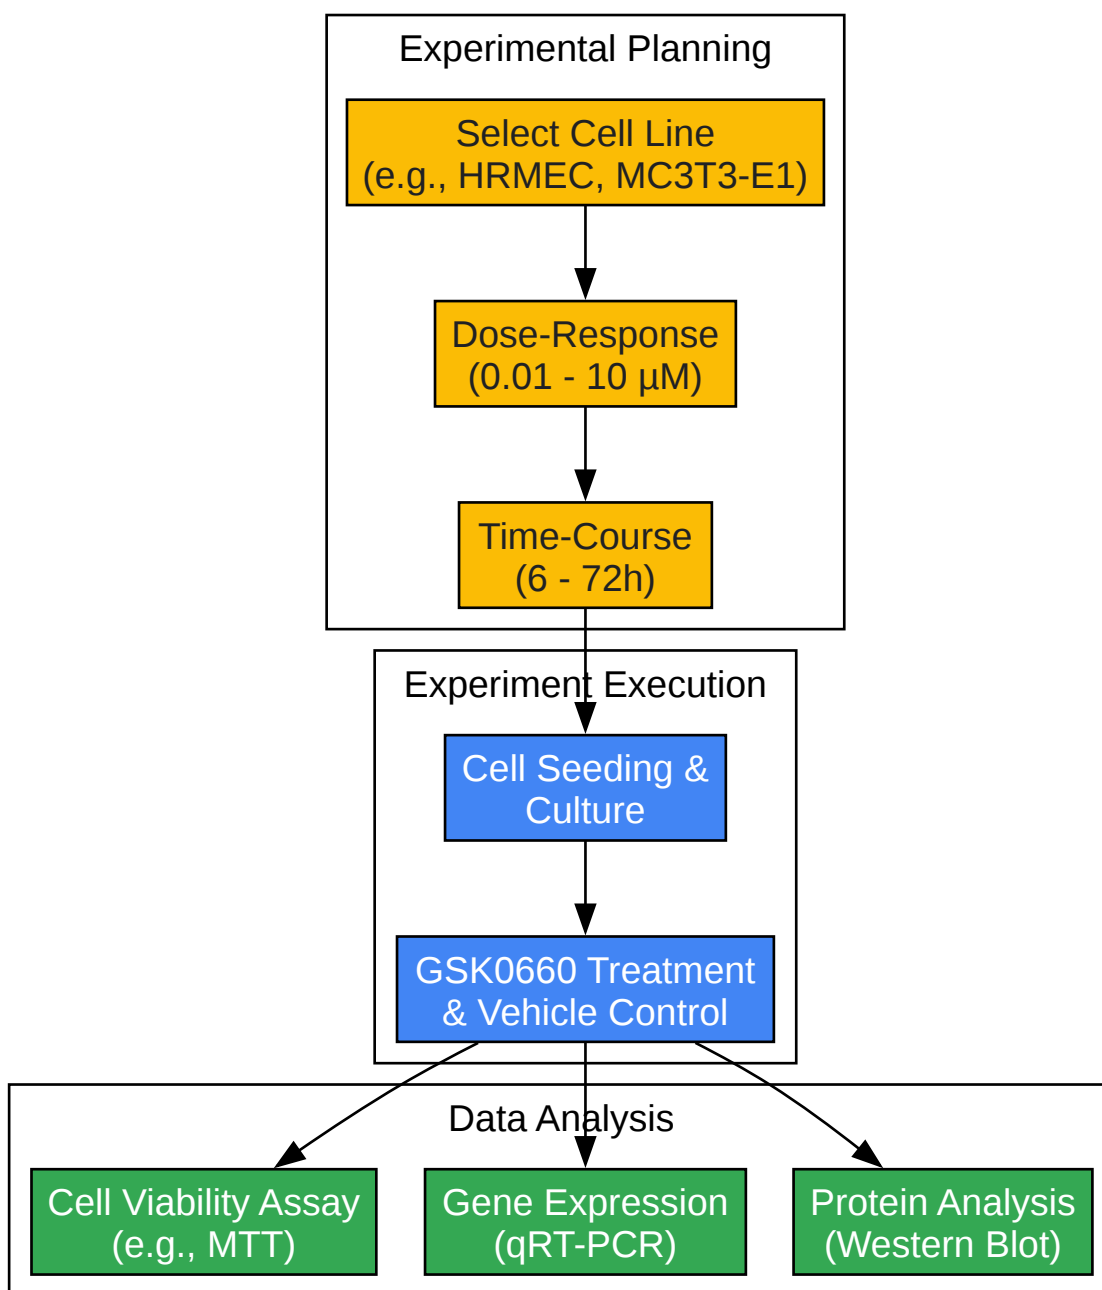 Experimental Planning
Select Cell Line
(e.g., HRMEC, MC3T3-E1)
Dose-Response
(0.01 - 10 µM)
Time-Course
(6 - 72h)
Experiment Execution
Cell Seeding &
Culture
GSK0660 Treatment
& Vehicle Control
Data Analysis
Cell Viability Assay
(e.g., MTT)
Gene Expression
(qRT-PCR)
Protein Analysis
(Western Blot)